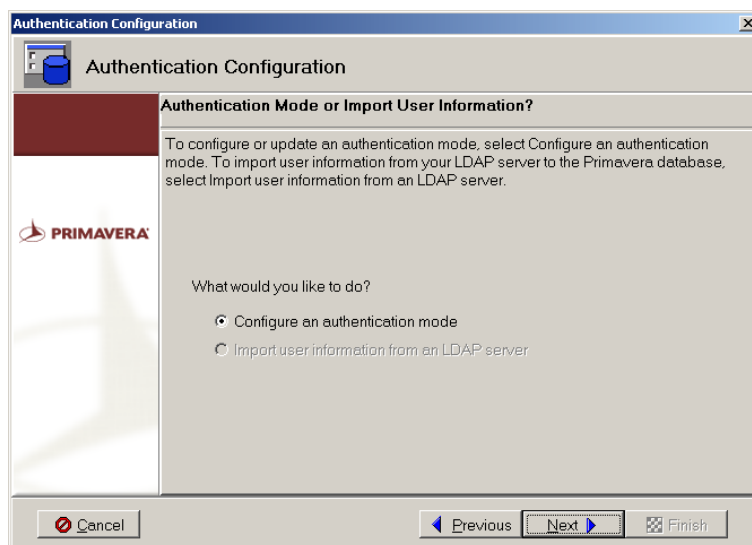 Authentication Configuration
Authentication Configuration
Authentication Mode or Import User Information?
To configure or update an authentication mode, select Configure an authentication
mode. To import user information from your LDAP server to the Primavera database,
select Import user information from an LDAP server.
PRIMAVERA
What would you like to do?
Configure an authentication mode
Import user information from an LDAP server
Cancel
Previous
Next
Finish